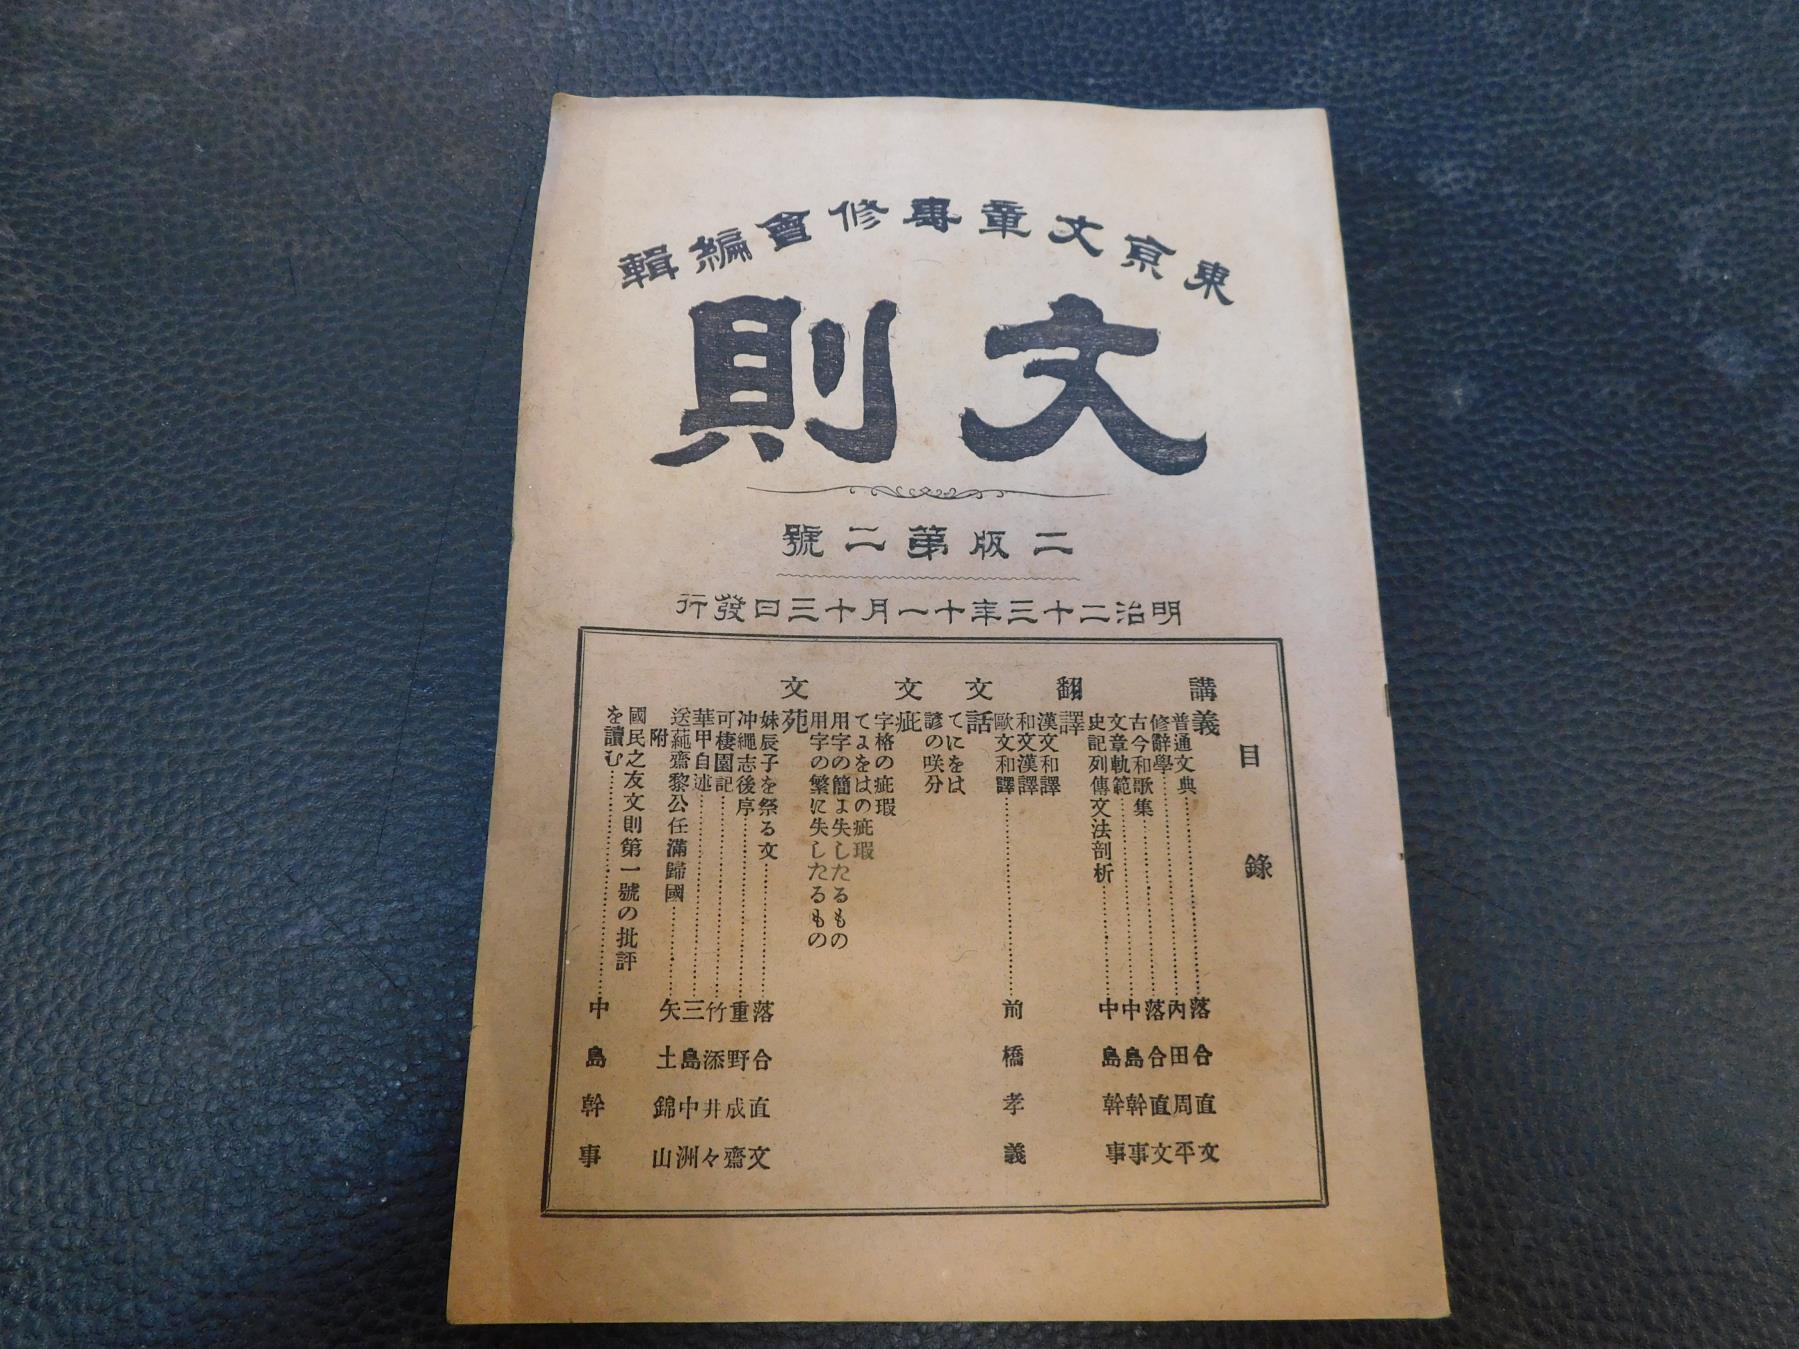 東京文章專修會編輯
文則
二版第二號
明治二十三年十一月十三日發行
目錄
講義
普通文典 落合直文
修辭學 內田周平
古今和歌集 落合直文
文章軌範 中島幹事
史記列傳文法剖析 中島幹事
翻譯
漢文和譯
和文漢譯
歐文和譯 前橋孝義
文話
てにをは
諺の咲分
文疵
字格の疵瑕
てよをはの疵瑕
用字の簡ょ失したるもの
用字の繁に失したるもの
文苑
妹辰子を祭る文 落合直文
冲繩志後序 重野成齋
可棲園記 竹添井々
華甲自述 三島中洲
送蒓齋黎公任滿歸國 矢土錦山
附
國民之友文則第一號の批評
を讀む 中島幹事